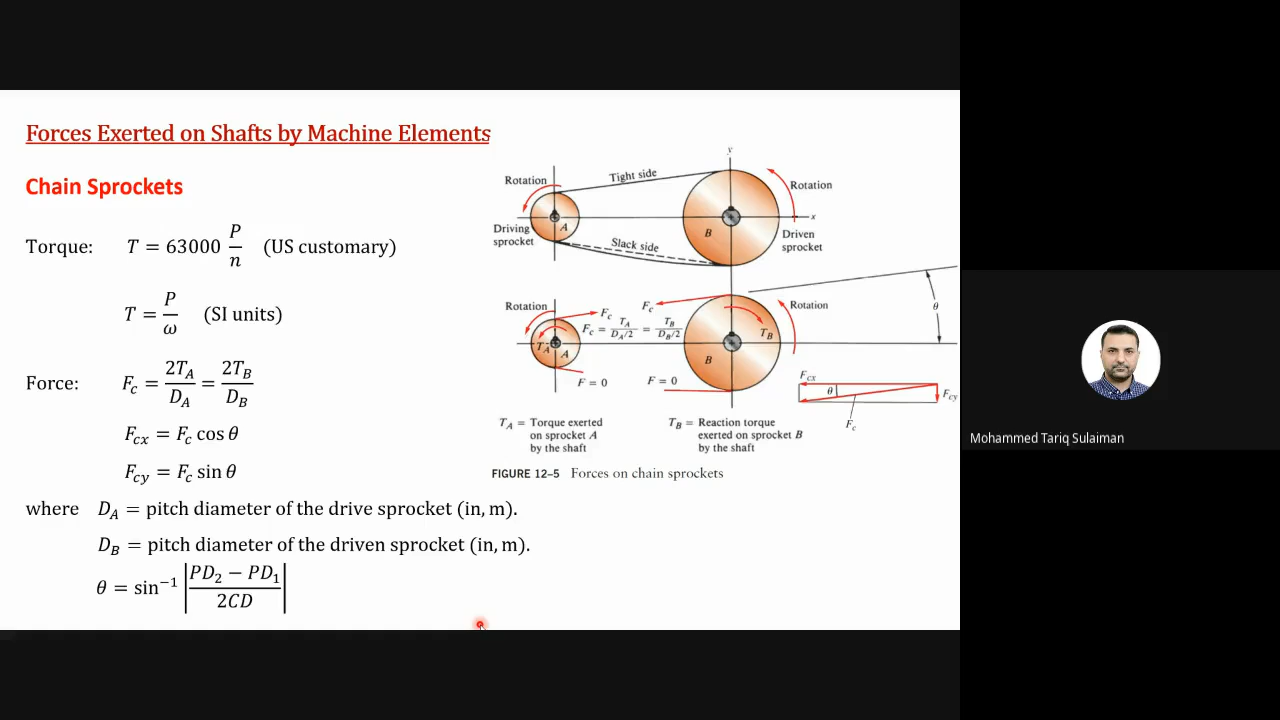 Forces Exerted on Shafts by Machine Elements
Chain Sprockets
Torque: T = 63000 P/n (US customary)
T = P/ω (SI units)
Force: F_c = 2T_A/D_A = 2T_B/D_B
F_cx = F_c cos θ
F_cy = F_c sin θ
where D_A = pitch diameter of the drive sprocket (in, m).
D_B = pitch diameter of the driven sprocket (in, m).
θ = sin⁻¹ |PD₂ − PD₁ / 2CD|
y
Rotation
Tight side
Rotation
A
B
x
Driving
sprocket
Slack side
Driven
sprocket
Rotation
F_c
F_c
Rotation
θ
F_c = T_A/(D_A/2) = T_B/(D_B/2)
T_A
A
T_B
B
F = 0
F = 0
F_cx
θ
F_cy
F_c
T_A = Torque exerted
on sprocket A
by the shaft
T_B = Reaction torque
exerted on sprocket B
by the shaft
FIGURE 12–5 Forces on chain sprockets
Mohammed Tariq Sulaiman